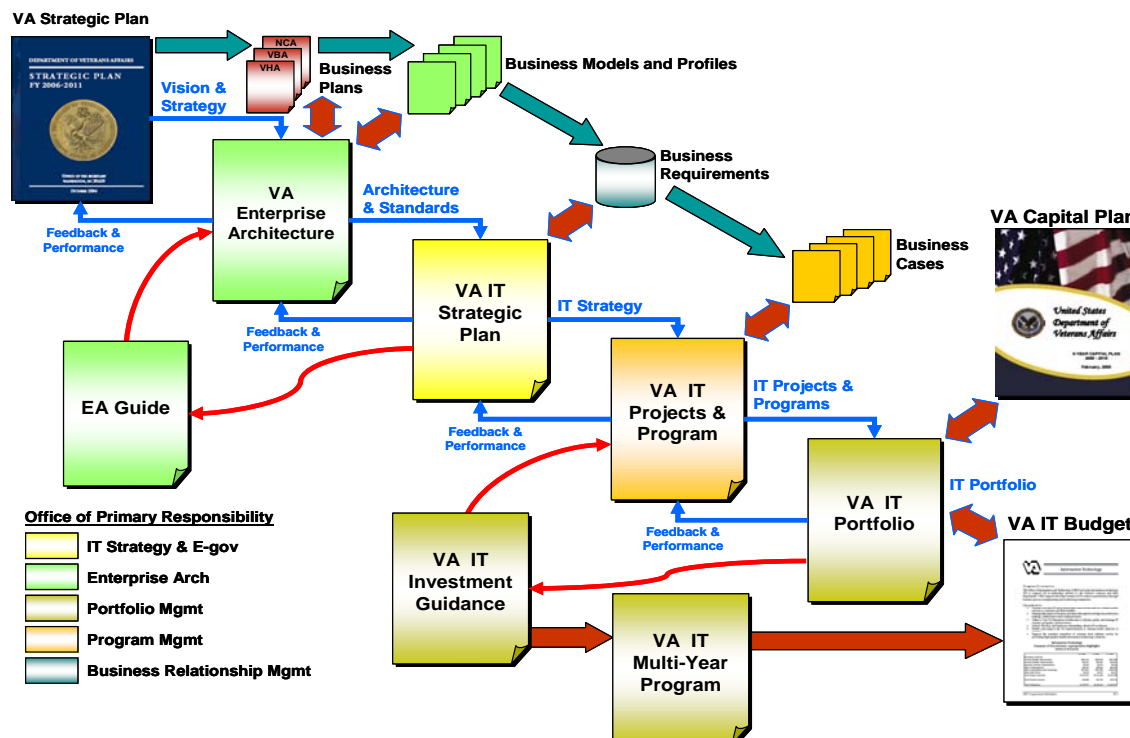 VA Strategic Plan
DEPARTMENT OF VETERANS AFFAIRS
STRATEGIC PLAN
FY 2006-2011
OFFICE OF THE SECRETARY
NCA
VBA
VHA
Business
Plans
Business Models and Profiles
Vision &
Strategy
VA
Enterprise
Architecture
Architecture
& Standards
Business
Requirements
Feedback &
Performance
VA IT
Strategic
Plan
IT Strategy
Business
Cases
VA Capital Plan
United States
Department of
Veterans Affairs
February,
Feedback &
Performance
EA Guide
VA IT
Projects &
Program
IT Projects &
Programs
Feedback &
Performance
VA IT
Portfolio
IT Portfolio
Feedback &
Performance
VA IT Budget
Information Technology
VA IT
Investment
Guidance
VA IT
Multi-Year
Program
Office of Primary Responsibility
IT Strategy & E-gov
Enterprise Arch
Portfolio Mgmt
Program Mgmt
Business Relationship Mgmt